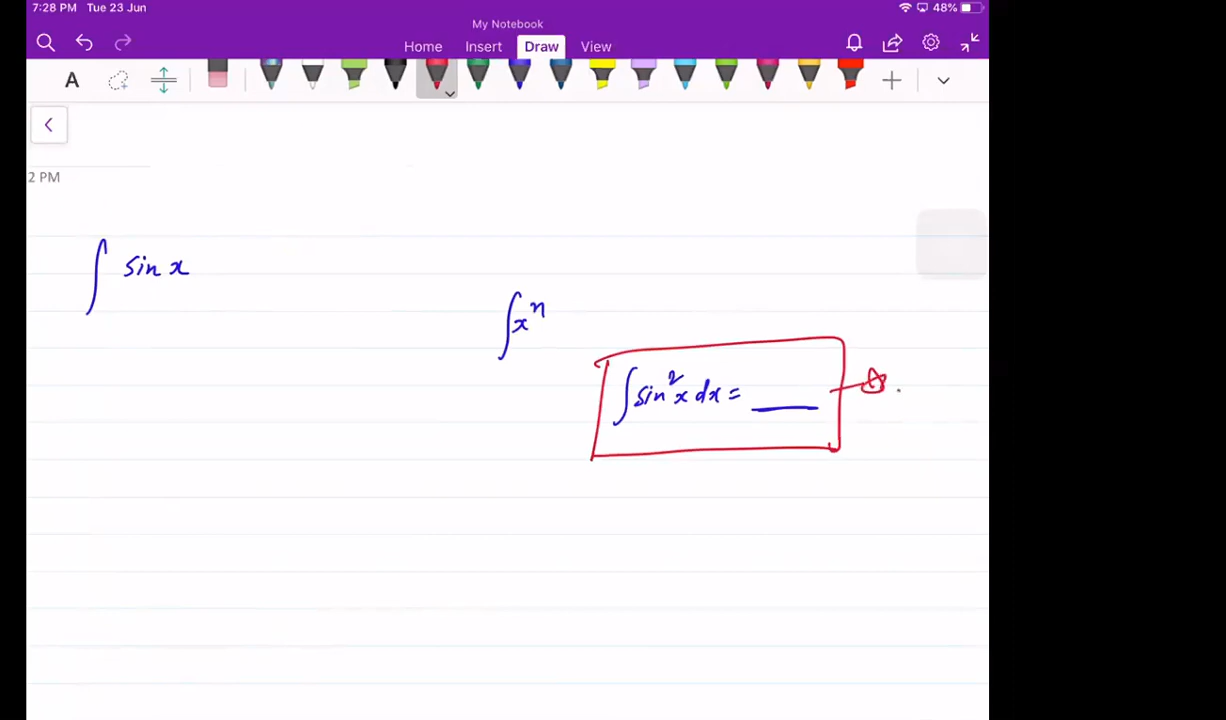 7:28 PM Tue 23 Jun 48%
My Notebook
Home Insert Draw View
A
2 PM
∫ sin x
∫xⁿ
∫sin²x dx = ____